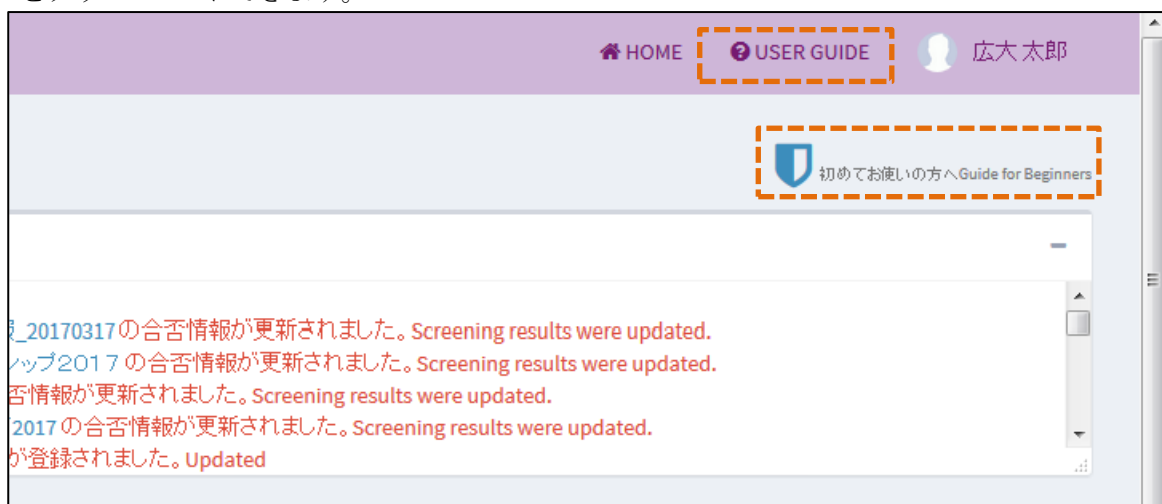 HOME USER GUIDE 広大 太郎
初めてお使いの方へGuide for Beginners
_20170317の合否情報が更新されました。Screening results were updated.
ップ2017の合否情報が更新されました。Screening results were updated.
否情報が更新されました。Screening results were updated.
2017の合否情報が更新されました。Screening results were updated.
が登録されました。Updated